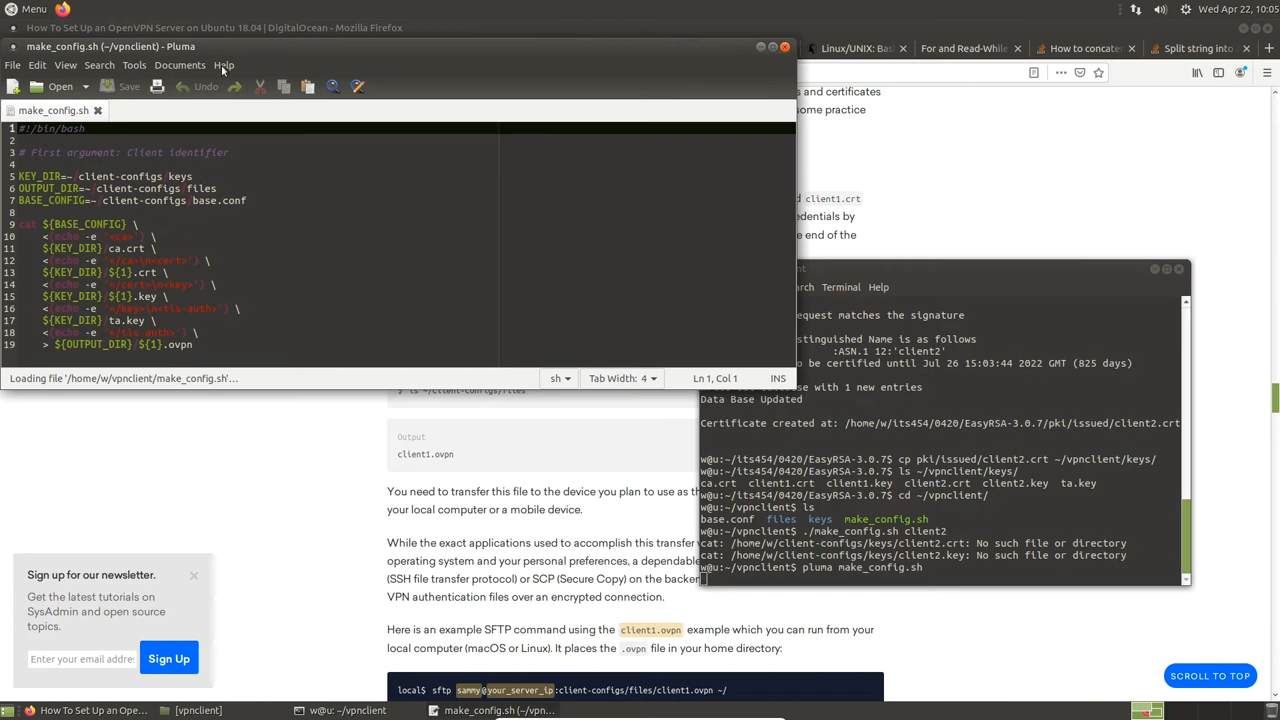 Menu
Wed Apr 22, 10:05
How To Set Up an OpenVPN Server on Ubuntu 18.04 | DigitalOcean - Mozilla Firefox
make_config.sh (~/vpnclient) - Pluma
File Edit View Search Tools Documents Help
Open Save Undo
make_config.sh
1 #!/bin/bash
2
3 # First argument: Client identifier
4
5 KEY_DIR=~/client-configs/keys
6 OUTPUT_DIR=~/client-configs/files
7 BASE_CONFIG=~/client-configs/base.conf
8
9 cat ${BASE_CONFIG} \
10 <(echo -e '<ca>') \
11 ${KEY_DIR}/ca.crt \
12 <(echo -e '</ca>\n<cert>') \
13 ${KEY_DIR}/${1}.crt \
14 <(echo -e '</cert>\n<key>') \
15 ${KEY_DIR}/${1}.key \
16 <(echo -e '</key>\n<tls-auth>') \
17 ${KEY_DIR}/ta.key \
18 <(echo -e '</tls-auth>') \
19 > ${OUTPUT_DIR}/${1}.ovpn
Loading file '/home/w/vpnclient/make_config.sh'…
sh Tab Width: 4 Ln 1, Col 1 INS
Linux/UNIX: Bas For and Read-While How to concate Split string into
s and certificates
some practice
d client1.crt
edentials by
e end of the
$ ls ~/client-configs/files
Output
client1.ovpn
You need to transfer this file to the device you plan to use as th
your local computer or a mobile device.
While the exact applications used to accomplish this transfer
operating system and your personal preferences, a dependable
(SSH file transfer protocol) or SCP (Secure Copy) on the backen
VPN authentication files over an encrypted connection.
Here is an example SFTP command using the client1.ovpn example which you can run from your
local computer (macOS or Linux). It places the .ovpn file in your home directory:
local$ sftp sammy@your_server_ip:client-configs/files/client1.ovpn ~/
Sign up for our newsletter.
Get the latest tutorials on
SysAdmin and open source
topics.
Enter your email addre
Sign Up
SCROLL TO TOP
nt
arch Terminal Help
equest matches the signature
stinguished Name is as follows
:ASN.1 12:'client2'
o be certified until Jul 26 15:03:44 2022 GMT (825 days)
atabase with 1 new entries
Data Base Updated
Certificate created at: /home/w/its454/0420/EasyRSA-3.0.7/pki/issued/client2.crt
w@u:~/its454/0420/EasyRSA-3.0.7$ cp pki/issued/client2.crt ~/vpnclient/keys/
w@u:~/its454/0420/EasyRSA-3.0.7$ ls ~/vpnclient/keys/
ca.crt client1.crt client1.key client2.crt client2.key ta.key
w@u:~/its454/0420/EasyRSA-3.0.7$ cd ~/vpnclient/
w@u:~/vpnclient$ ls
base.conf files keys make_config.sh
w@u:~/vpnclient$ ./make_config.sh client2
cat: /home/w/client-configs/keys/client2.crt: No such file or directory
cat: /home/w/client-configs/keys/client2.key: No such file or directory
w@u:~/vpnclient$ pluma make_config.sh
How To Set Up an Ope… [vpnclient] w@u: ~/vpnclient make_config.sh (~/vpn…